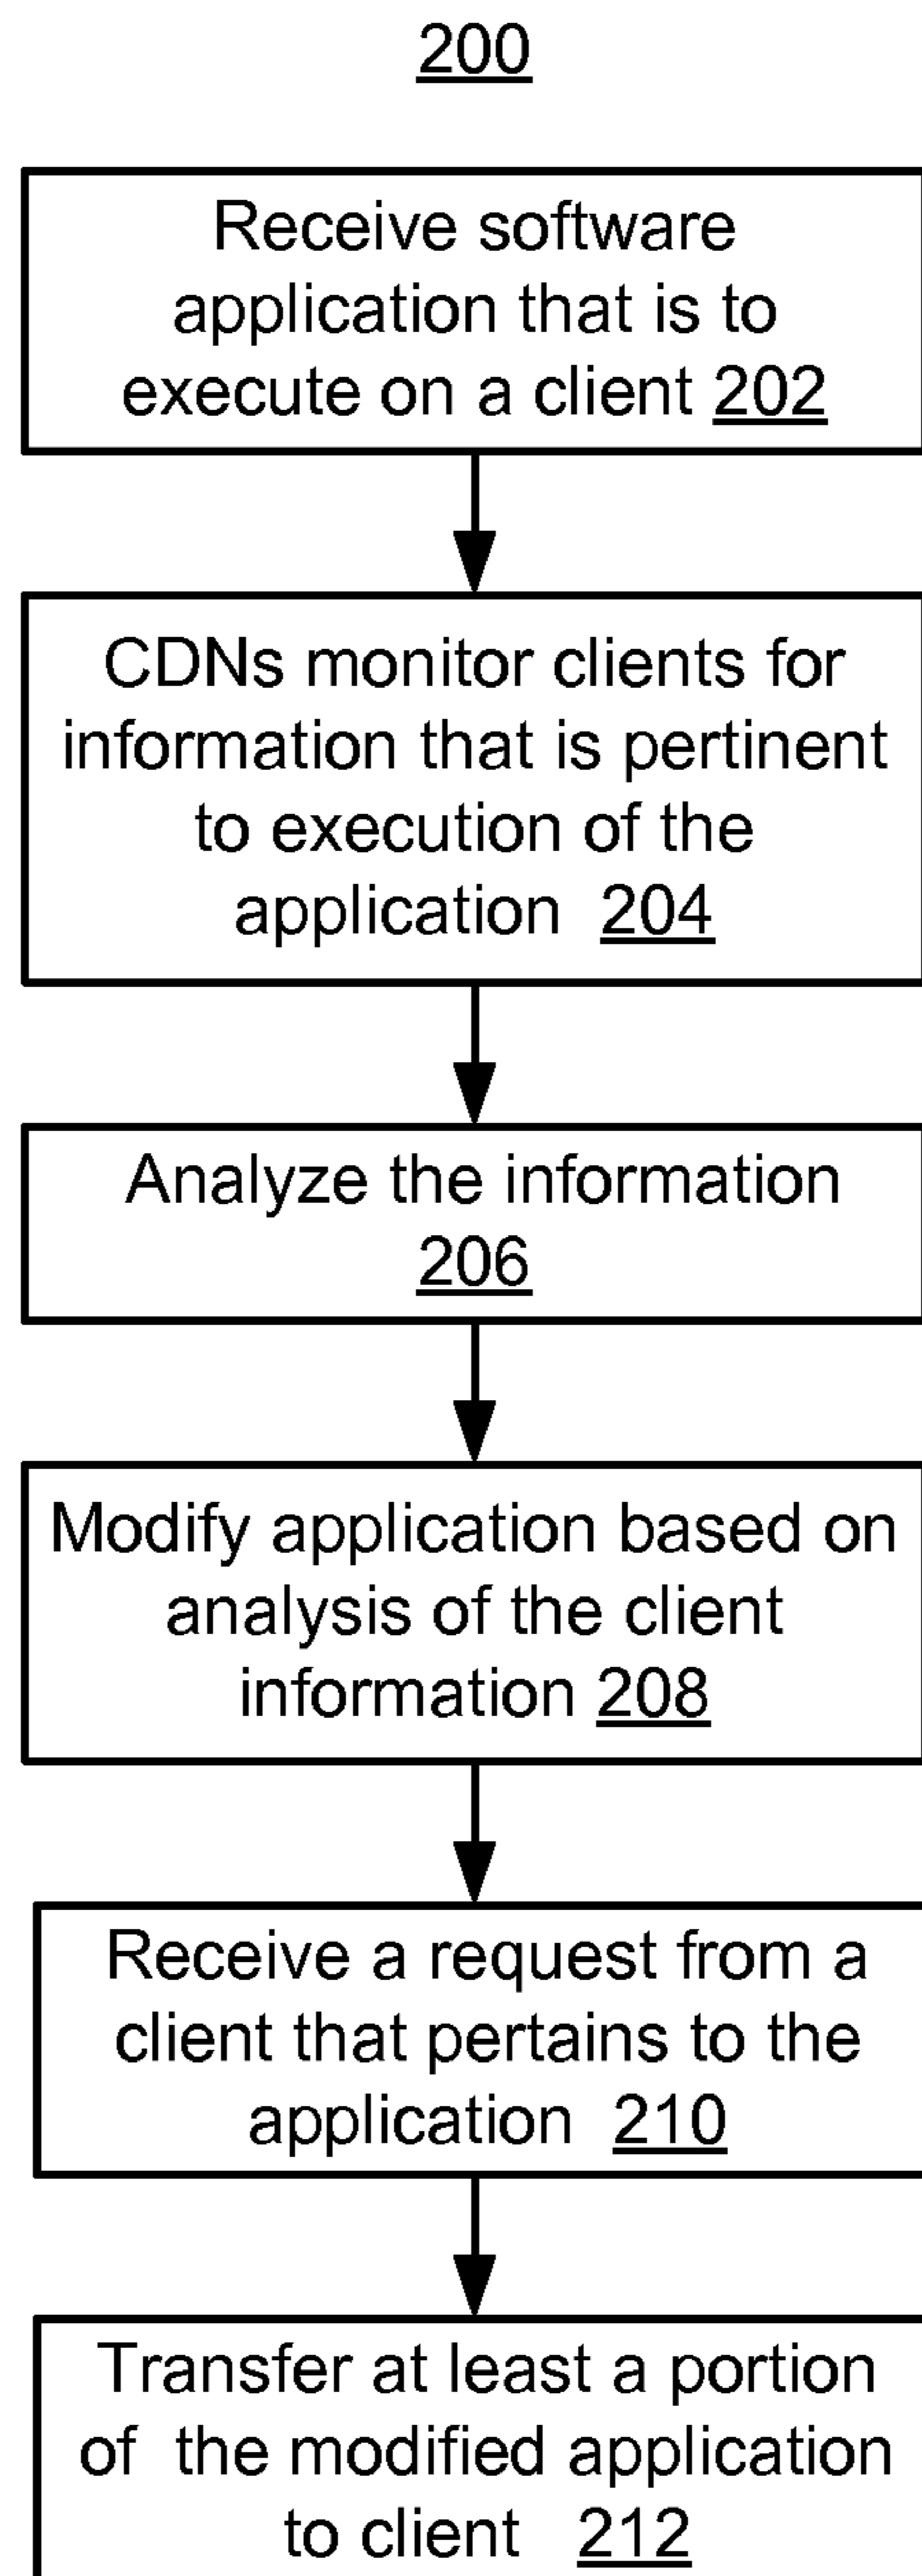 200
Receive software
application that is to
execute on a client 202
CDNs monitor clients for
information that is pertinent
to execution of the
application 204
Analyze the information
206
Modify application based on
analysis of the client
information 208
Receive a request from a
client that pertains to the
application 210
Transfer at least a portion
of the modified application
to client 212